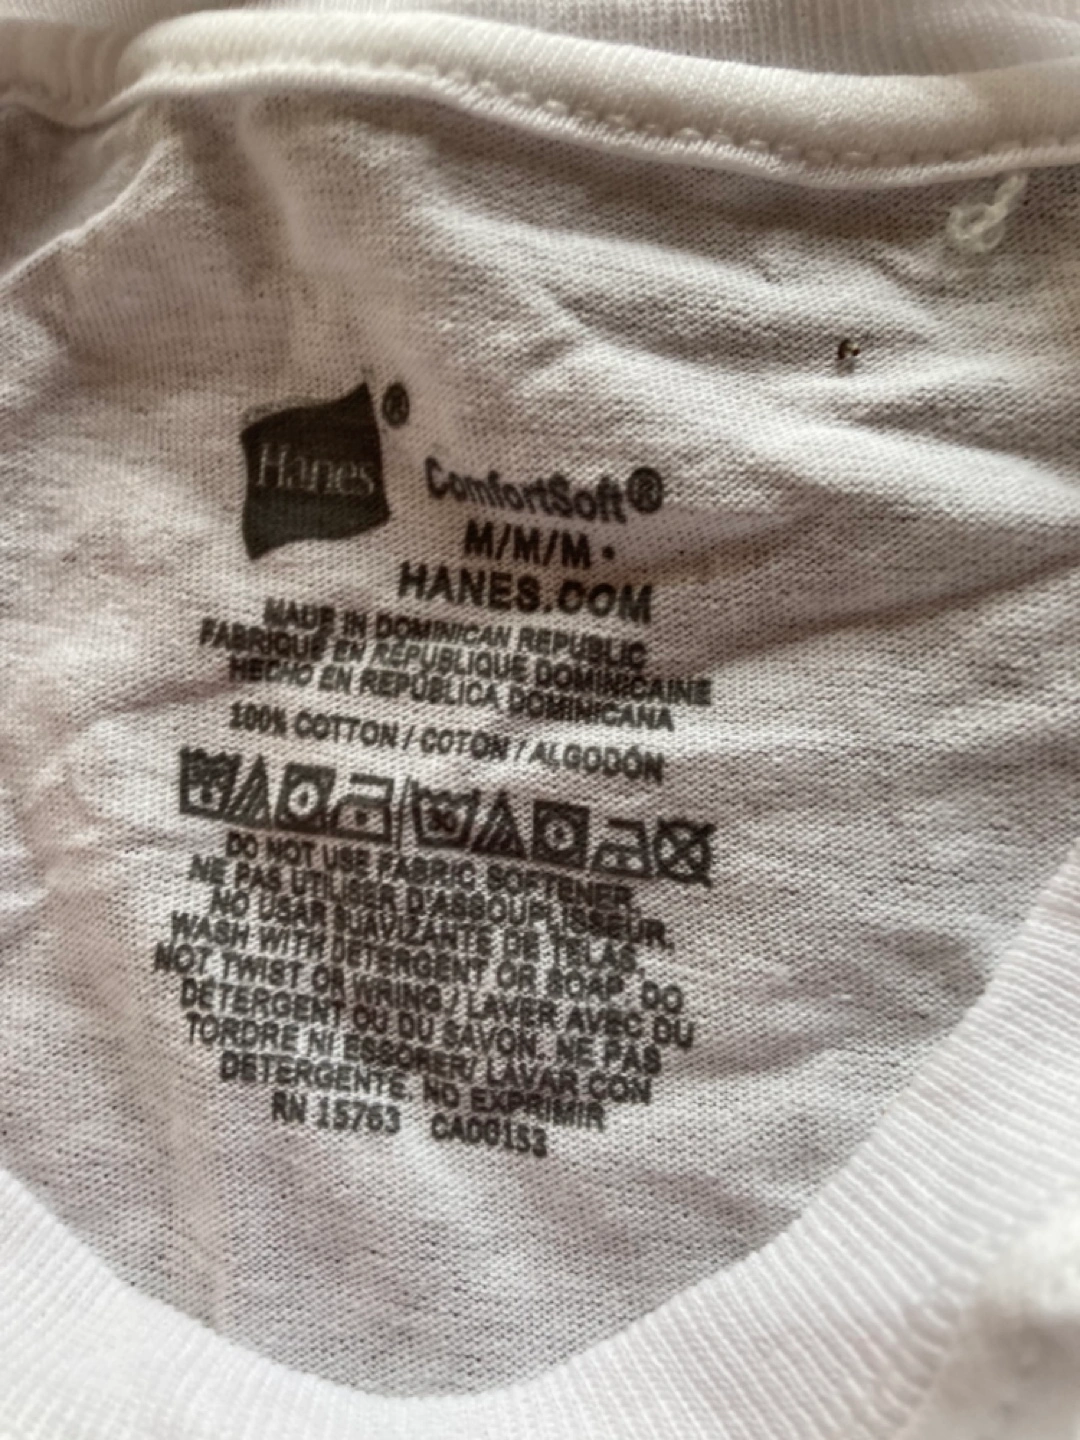 Hanes®
ComfortSoft®
M/M/M •
HANES.COM
MADE IN DOMINICAN REPUBLIC
FABRIQUE EN RÉPUBLIQUE DOMINICAINE
HECHO EN REPÚBLICA DOMINICANA
100% COTTON / COTON / ALGODÓN
30
DO NOT USE FABRIC SOFTENER.
NE PAS UTILISER D'ASSOUPLISSEUR.
NO USAR SUAVIZANTE DE TELAS.
WASH WITH DETERGENT OR SOAP. DO
NOT TWIST OR WRING / LAVER AVEC DU
DÉTERGENT OU DU SAVON. NE PAS
TORDRE NI ESSORER/ LAVAR CON
DETERGENTE. NO EXPRIMIR
RN 15763 CA00153